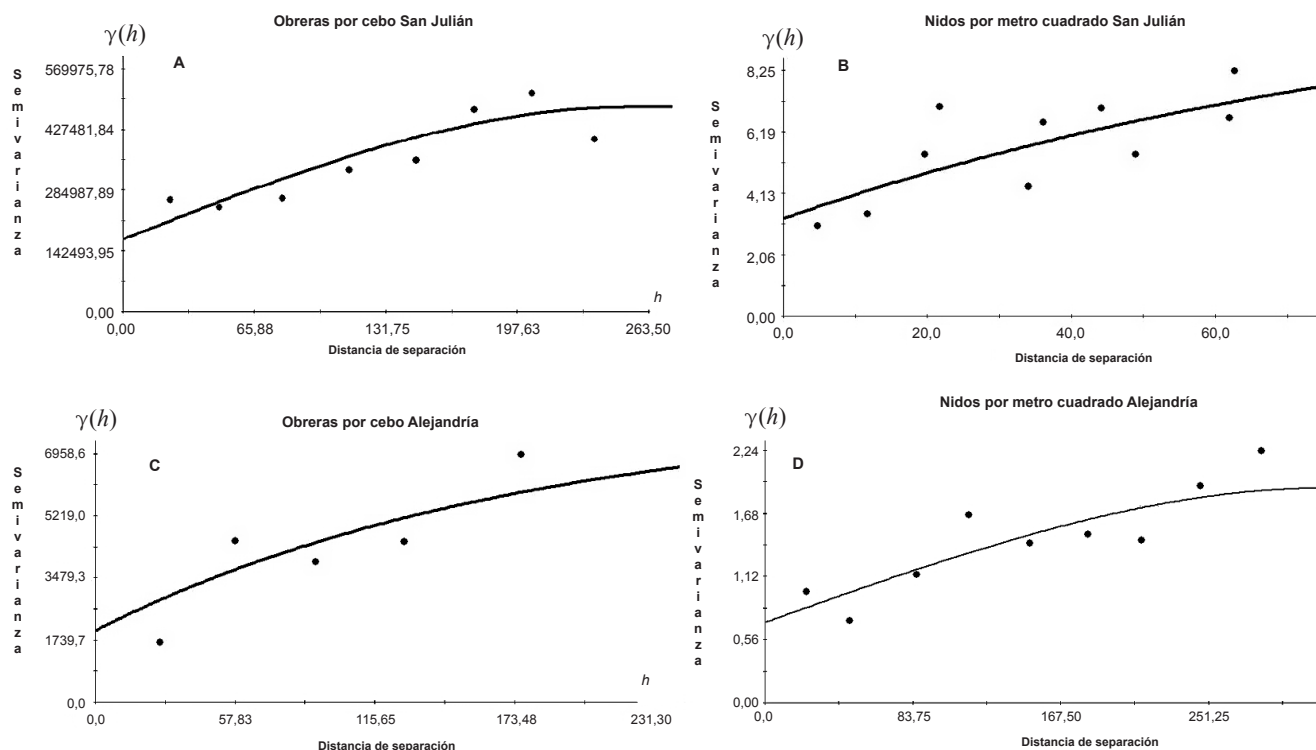 Obreras por cebo San Julián
γ(h)
A
Semivarianza
569975,78
427481,84
284987,89
142493,95
0,00
h
0,00 65,88 131,75 197,63 263,50
Distancia de separación
Nidos por metro cuadrado San Julián
γ(h)
B
Semivarianza
8,25
6,19
4,13
2,06
0,00
0,0 20,0 40,0 60,0
Distancia de separación
Obreras por cebo Alejandría
γ(h)
C
Semivarianza
6958,6
5219,0
3479,3
1739,7
0,0
h
0,0 57,83 115,65 173,48 231,30
Distancia de separación
Nidos por metro cuadrado Alejandría
γ(h)
D
Semivarianza
2,24
1,68
1,12
0,56
0,00
0,0 83,75 167,50 251,25
Distancia de separación